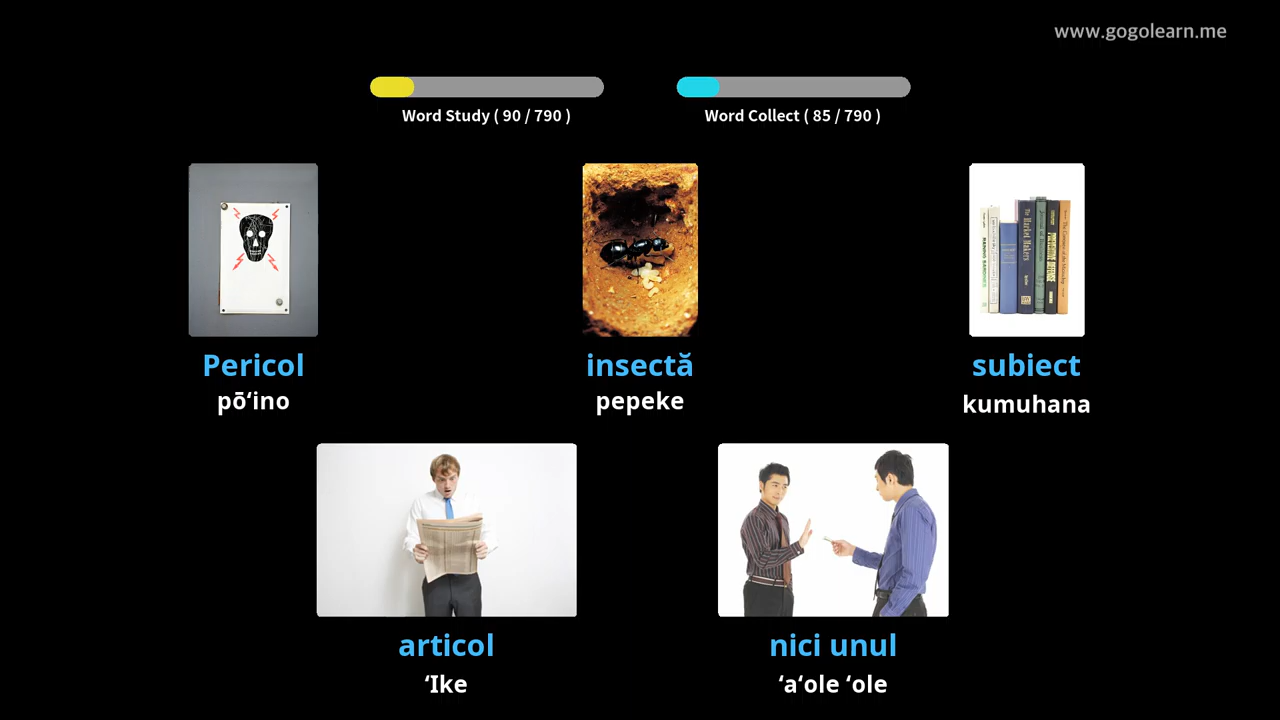 www.gogolearn.me
Word Study ( 90 / 790 )
Word Collect ( 85 / 790 )
Pericol
pōʻino
insectă
pepeke
subiect
kumuhana
articol
ʻIke
nici unul
ʻaʻole ʻole